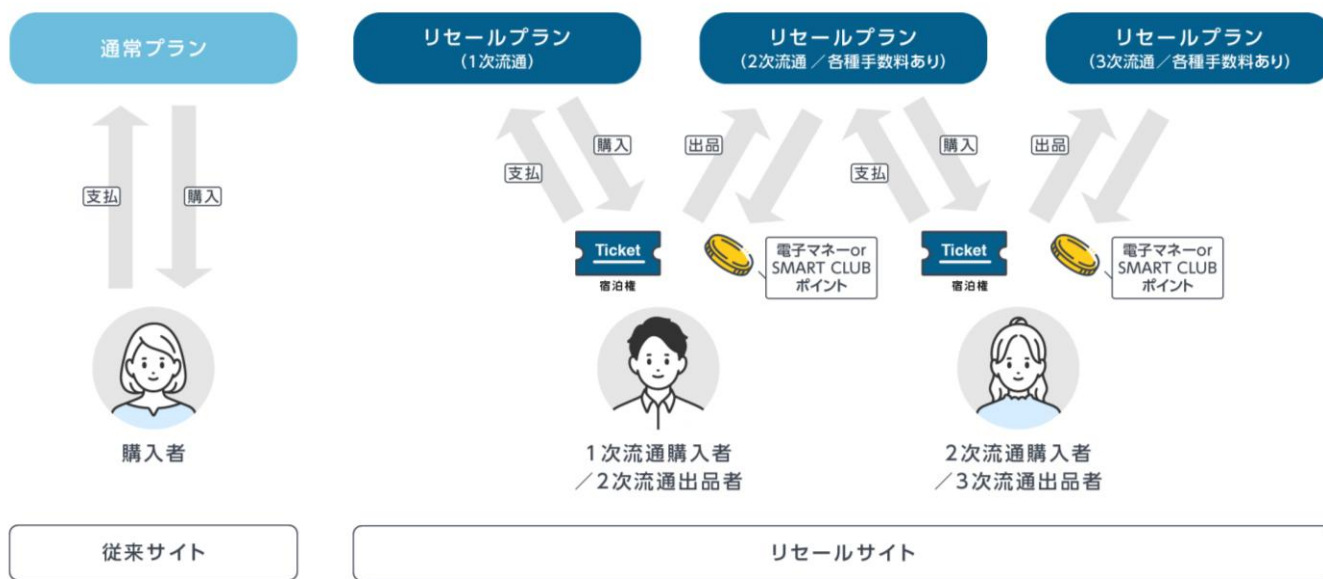 通常プラン
リセールプラン
(1次流通)
リセールプラン
(2次流通／各種手数料あり)
リセールプラン
(3次流通／各種手数料あり)
支払
購入
支払
購入
出品
支払
購入
出品
Ticket
宿泊権
電子マネーor
SMART CLUB
ポイント
Ticket
宿泊権
電子マネーor
SMART CLUB
ポイント
購入者
1次流通購入者
／2次流通出品者
2次流通購入者
／3次流通出品者
従来サイト
リセールサイト